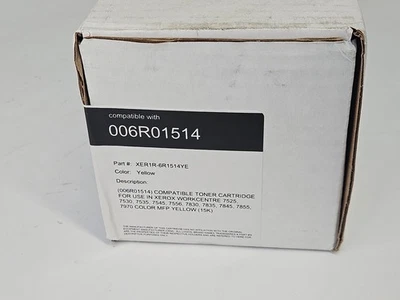 compatible with
006R01514
Part #: XER1R-6R1514YE
Color: Yellow
Description:
(006R01514) COMPATIBLE TONER CARTRIDGE
FOR USE IN XEROX WORKCENTRE 7525,
7530, 7535, 7545, 7556, 7830, 7835, 7845, 7855,
7970 COLOR MFP YELLOW (15K)